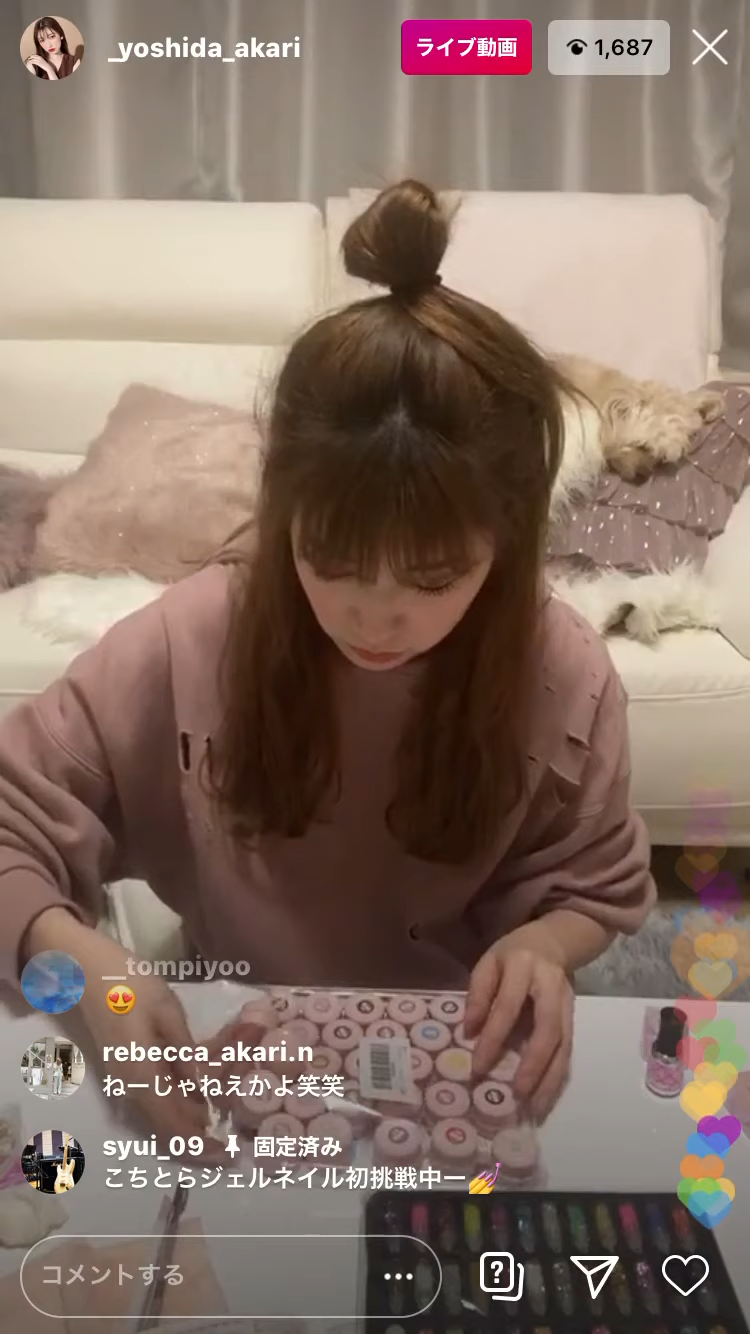 _yoshida_akari
ライブ動画
1,687
__tompiyoo
😍
rebecca_akari.n
ねーじゃねえかよ笑笑
syui_09 固定済み
こちとらジェルネイル初挑戦中ー💅
コメントする